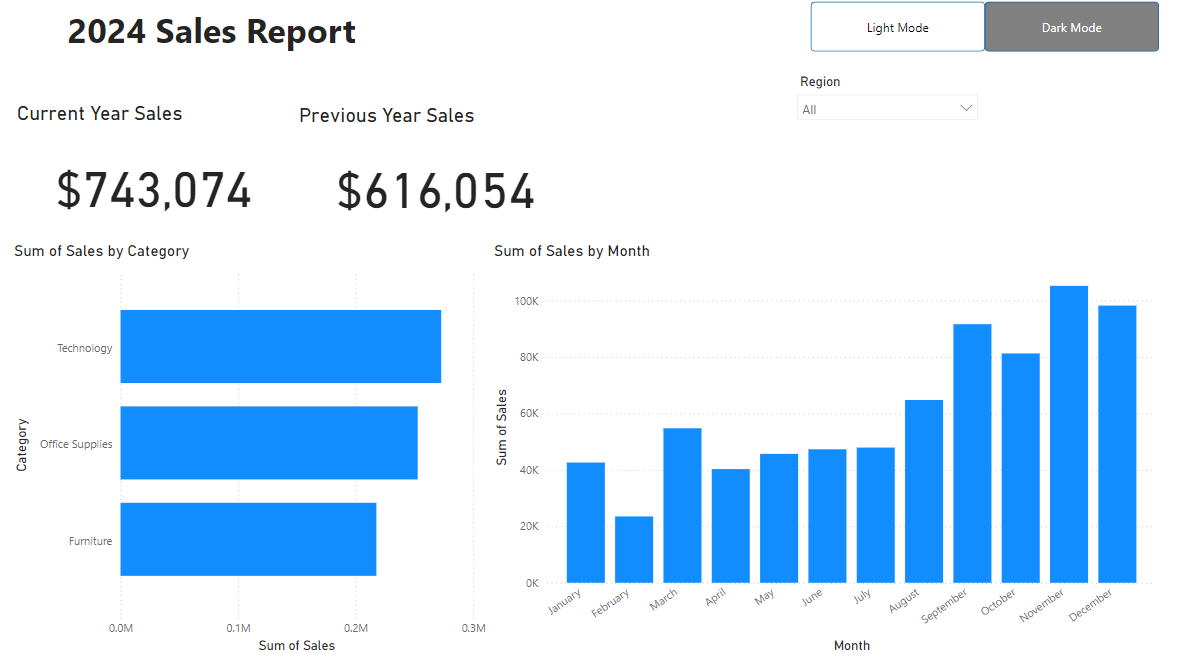 2024 Sales Report
Light Mode
Dark Mode
Region
All
Current Year Sales
Previous Year Sales
$743,074
$616,054
Sum of Sales by Category
Category
Technology
Office Supplies
Furniture
0.0M
0.1M
0.2M
0.3M
Sum of Sales
Sum of Sales by Month
Sum of Sales
100K
80K
60K
40K
20K
0K
January
February
March
April
May
June
July
August
September
October
November
December
Month